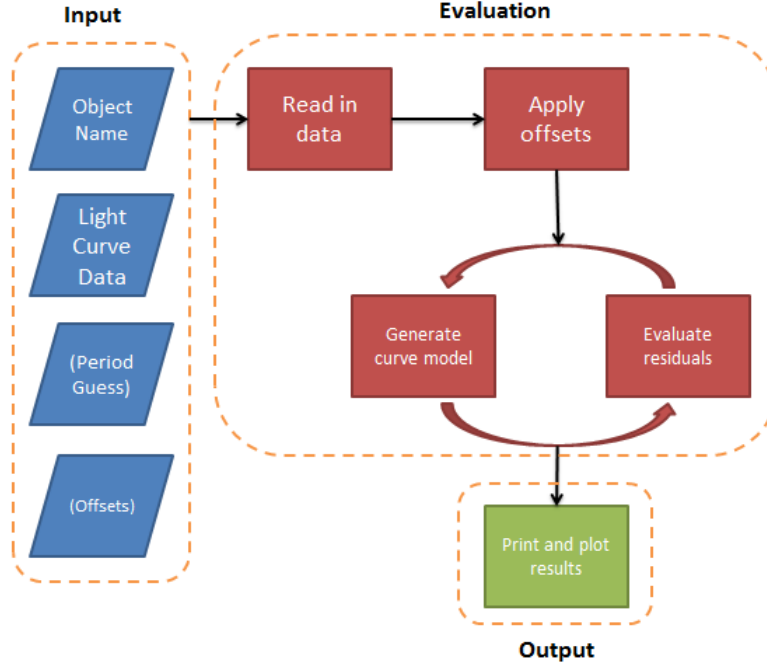 Input
Object
Name
Light
Curve
Data
(Period
Guess)
(Offsets)
Evaluation
Read in
data
Apply
offsets
Generate
curve model
Evaluate
residuals
Print and plot
results
Output